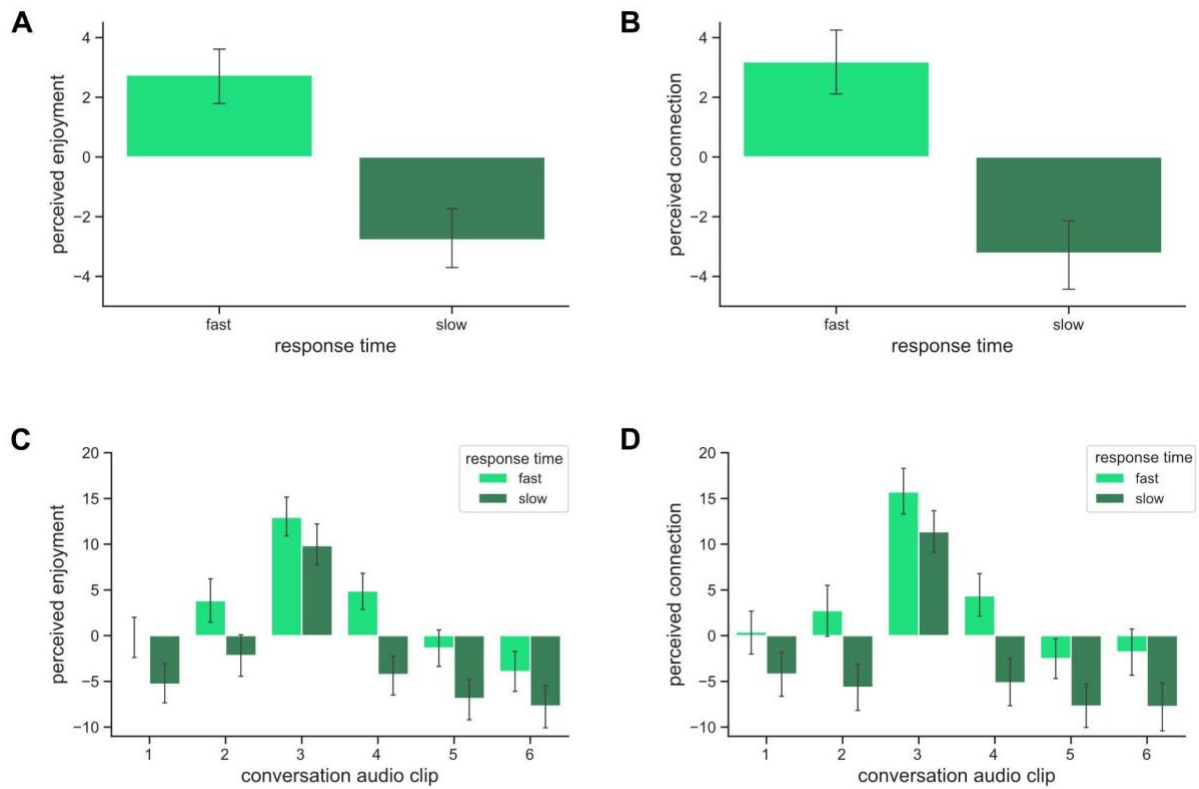 A
perceived enjoyment
4
2
0
−2
−4
fast
slow
response time
B
perceived connection
4
2
0
−2
−4
fast
slow
response time
C
perceived enjoyment
20
15
10
5
0
−5
−10
response time
fast
slow
1
2
3
4
5
6
conversation audio clip
D
perceived connection
20
15
10
5
0
−5
−10
response time
fast
slow
1
2
3
4
5
6
conversation audio clip